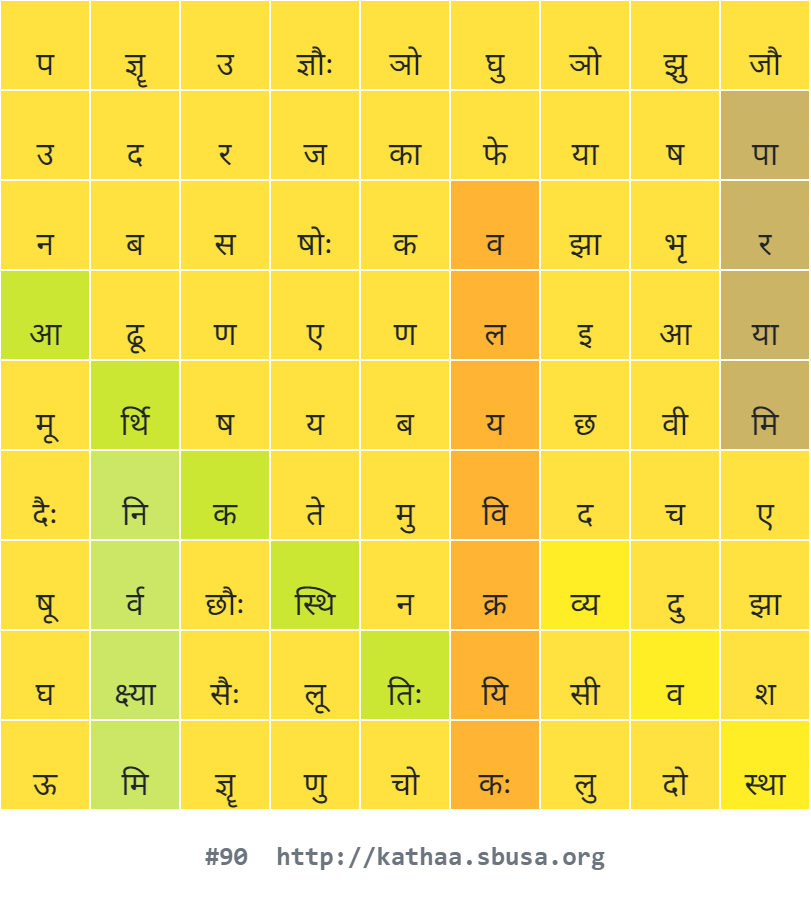 प ज्ञॄ उ ज्ञौः ञो घु ञो झु जौ
उ द र ज का फे या ष पा
न ब स षोः क व झा भृ र
आ ढू ण ए ण ल इ आ या
मू र्थि ष य ब य छ वी मि
दैः नि क ते मु वि द च ए
षू र्व छौः स्थि न क्र व्य दु झा
घ क्ष्या सैः लू तिः यि सी व श
ऊ मि ज्ञॄ णु चो कः लु दो स्था
#90 http://kathaa.sbusa.org